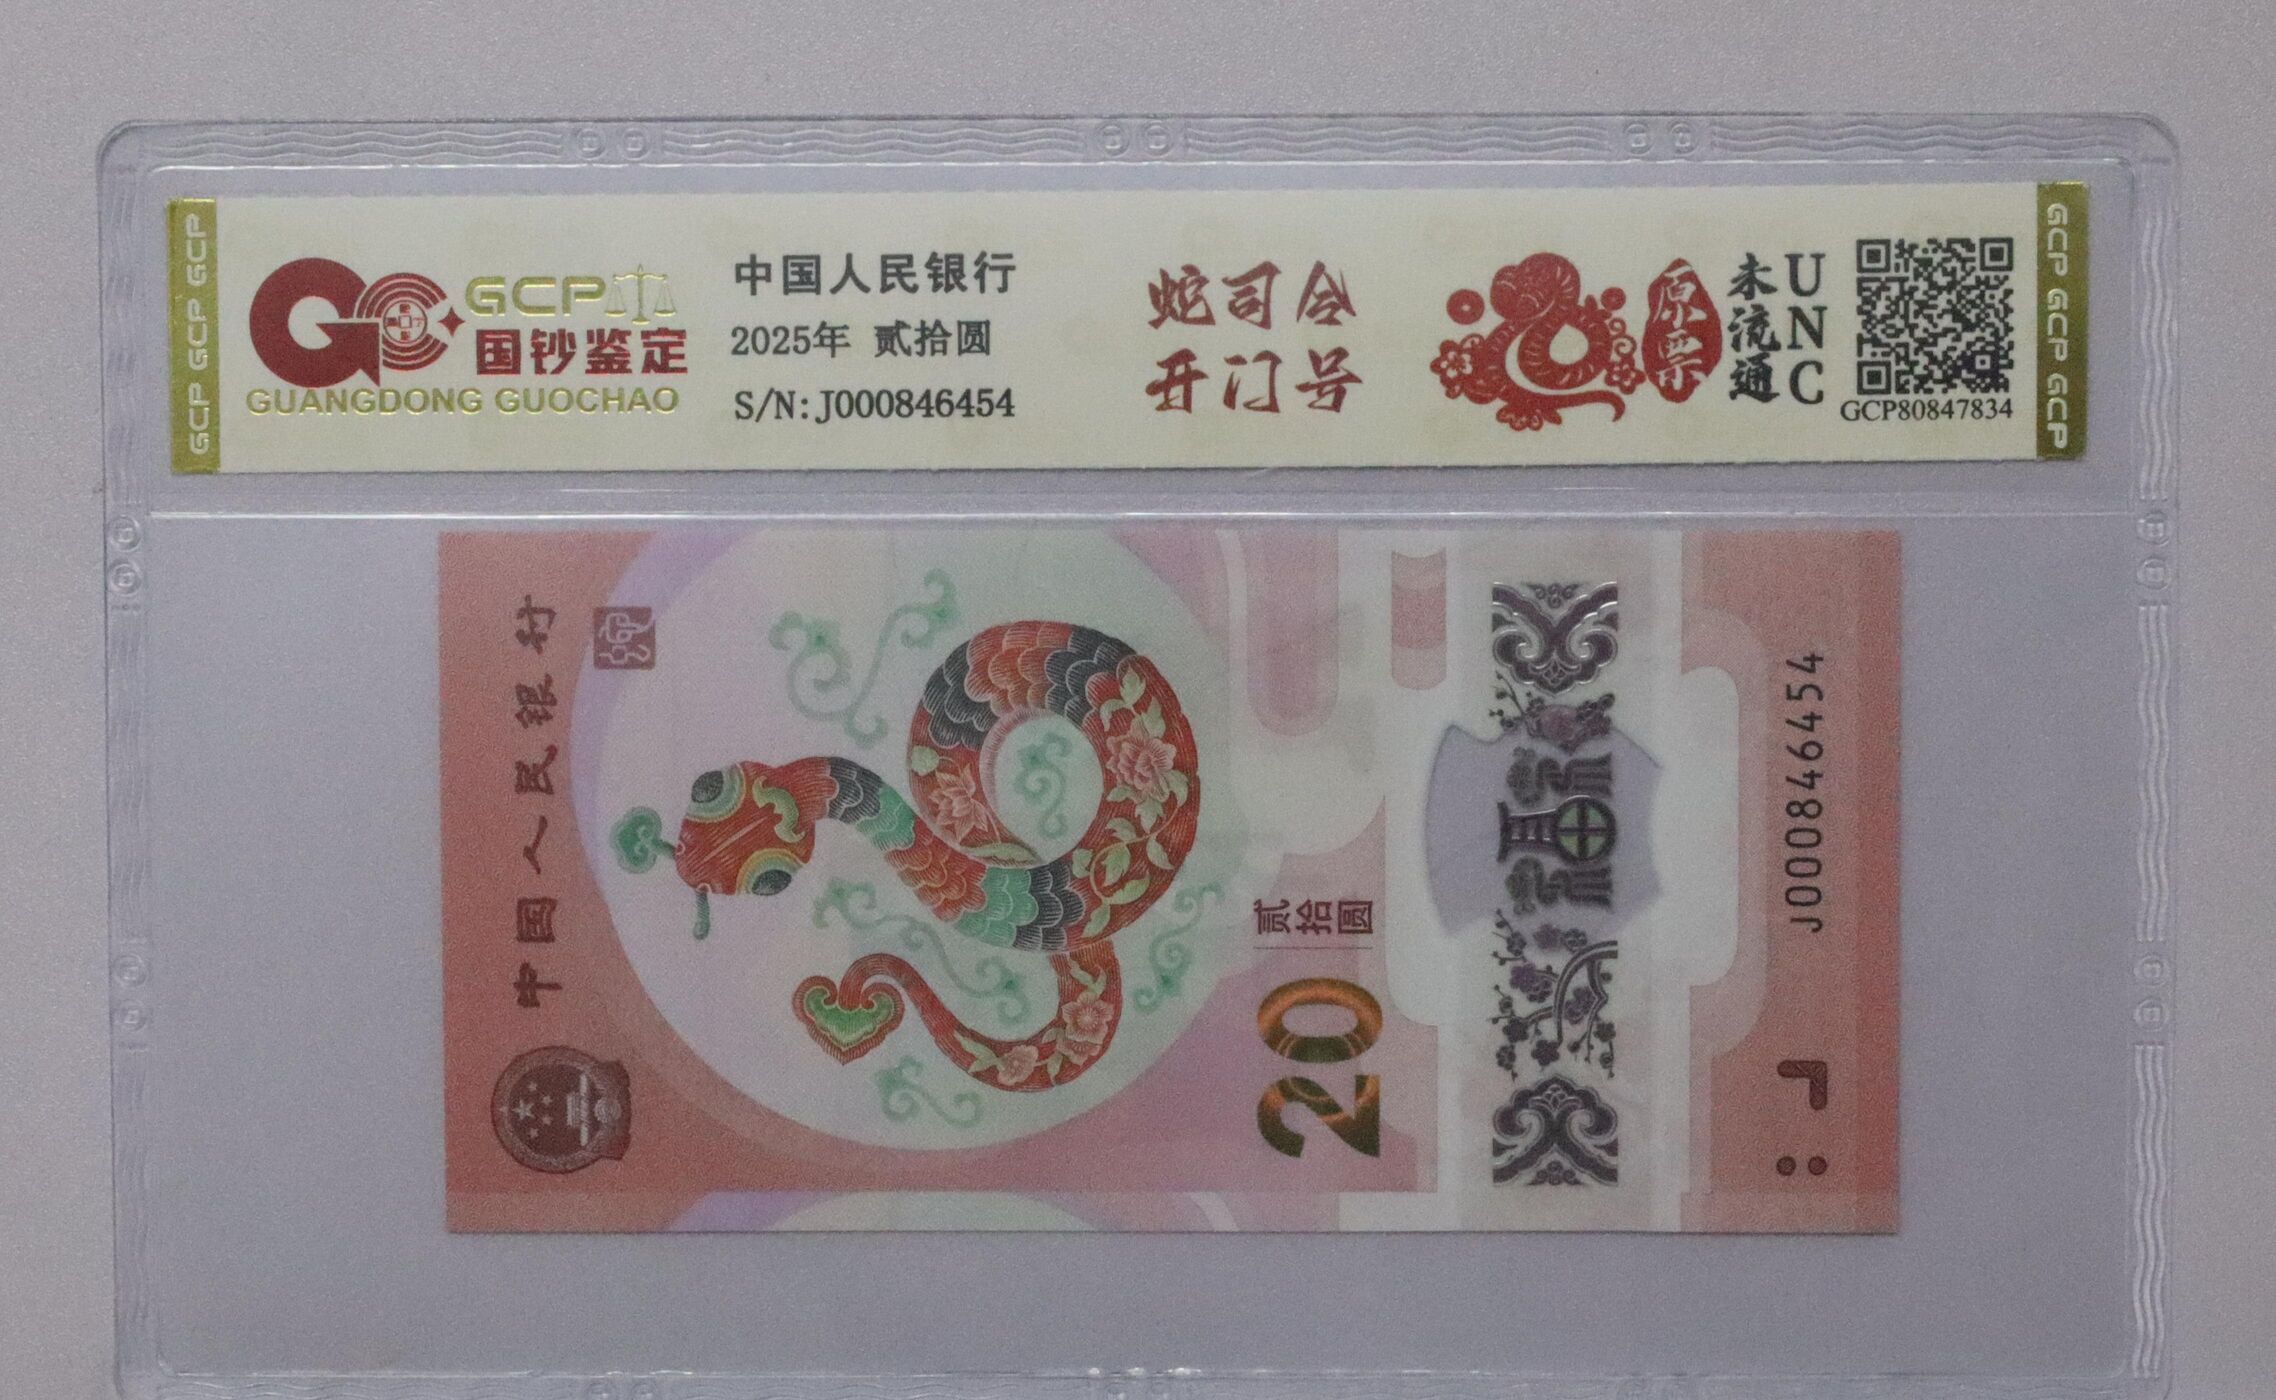 GCP GCP GCP
GCP
国钞鉴定
GUANGDONG GUOCHAO
中国人民银行
2025年 贰拾圆
S/N:J000846454
蛇司令
开门号
原票
未流通
UNC
GCP80847834
GCP GCP GCP
中国人民银行
贰拾圆
20
福
J000846454